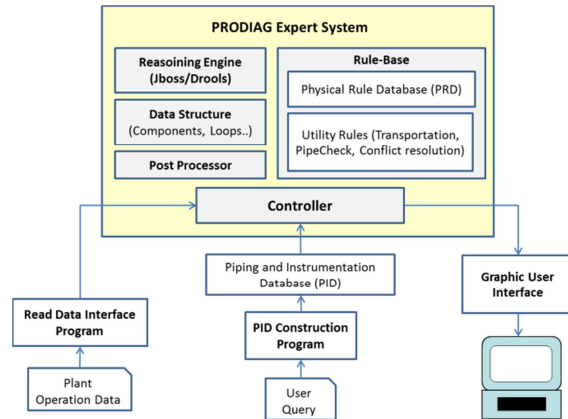 PRODIAG Expert System
Reasoining Engine
(Jboss/Drools)
Data Structure
(Components, Loops..)
Post Processor
Rule-Base
Physical Rule Database (PRD)
Utility Rules (Transportation,
PipeCheck, Conflict resolution)
Controller
Piping and Instrumentation
Database (PID)
Graphic User
Interface
Read Data Interface
Program
PID Construction
Program
Plant
Operation Data
User
Query